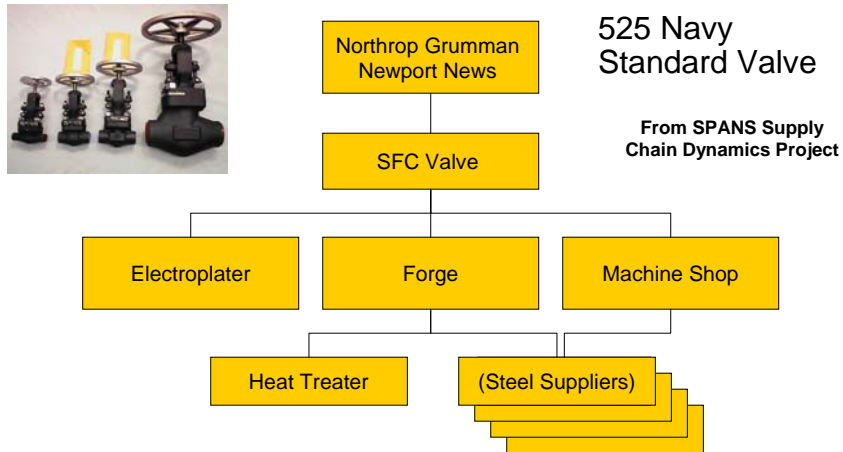 525 Navy
Standard Valve
From SPANS Supply
Chain Dynamics Project
Northrop Grumman
Newport News
SFC Valve
Electroplater
Forge
Machine Shop
Heat Treater
(Steel Suppliers)